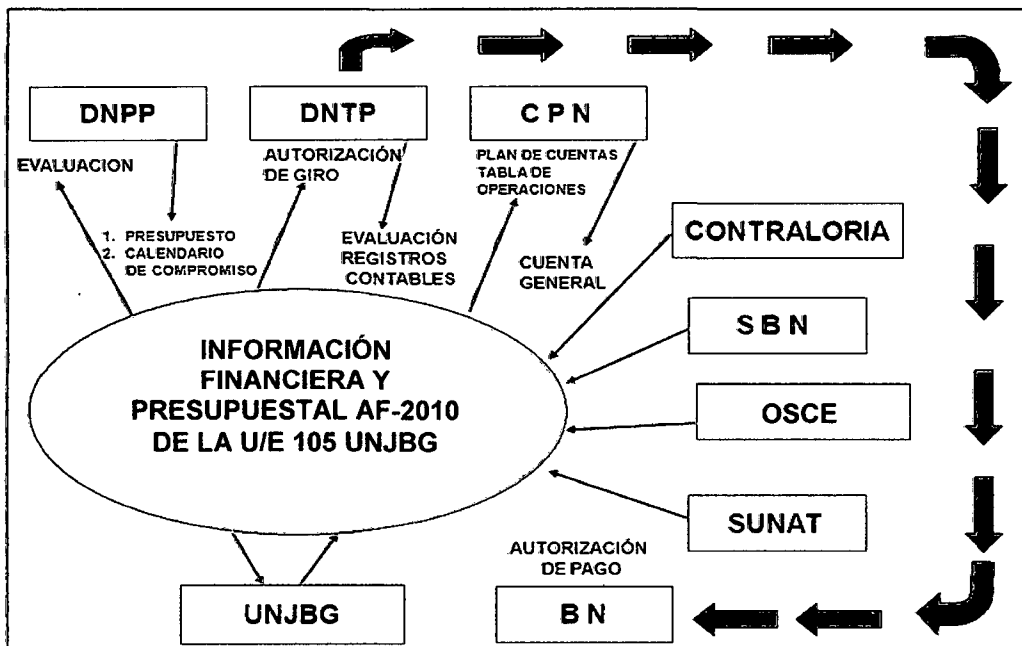 DNPP
DNTP
C P N
EVALUACION
AUTORIZACIÓN
DE GIRO
PLAN DE CUENTAS
TABLA DE
OPERACIONES
1. PRESUPUESTO
2. CALENDARIO
DE COMPROMISO
EVALUACIÓN
REGISTROS
CONTABLES
CUENTA
GENERAL
CONTRALORIA
S B N
OSCE
SUNAT
INFORMACIÓN
FINANCIERA Y
PRESUPUESTAL AF-2010
DE LA U/E 105 UNJBG
AUTORIZACIÓN
DE PAGO
UNJBG
B N